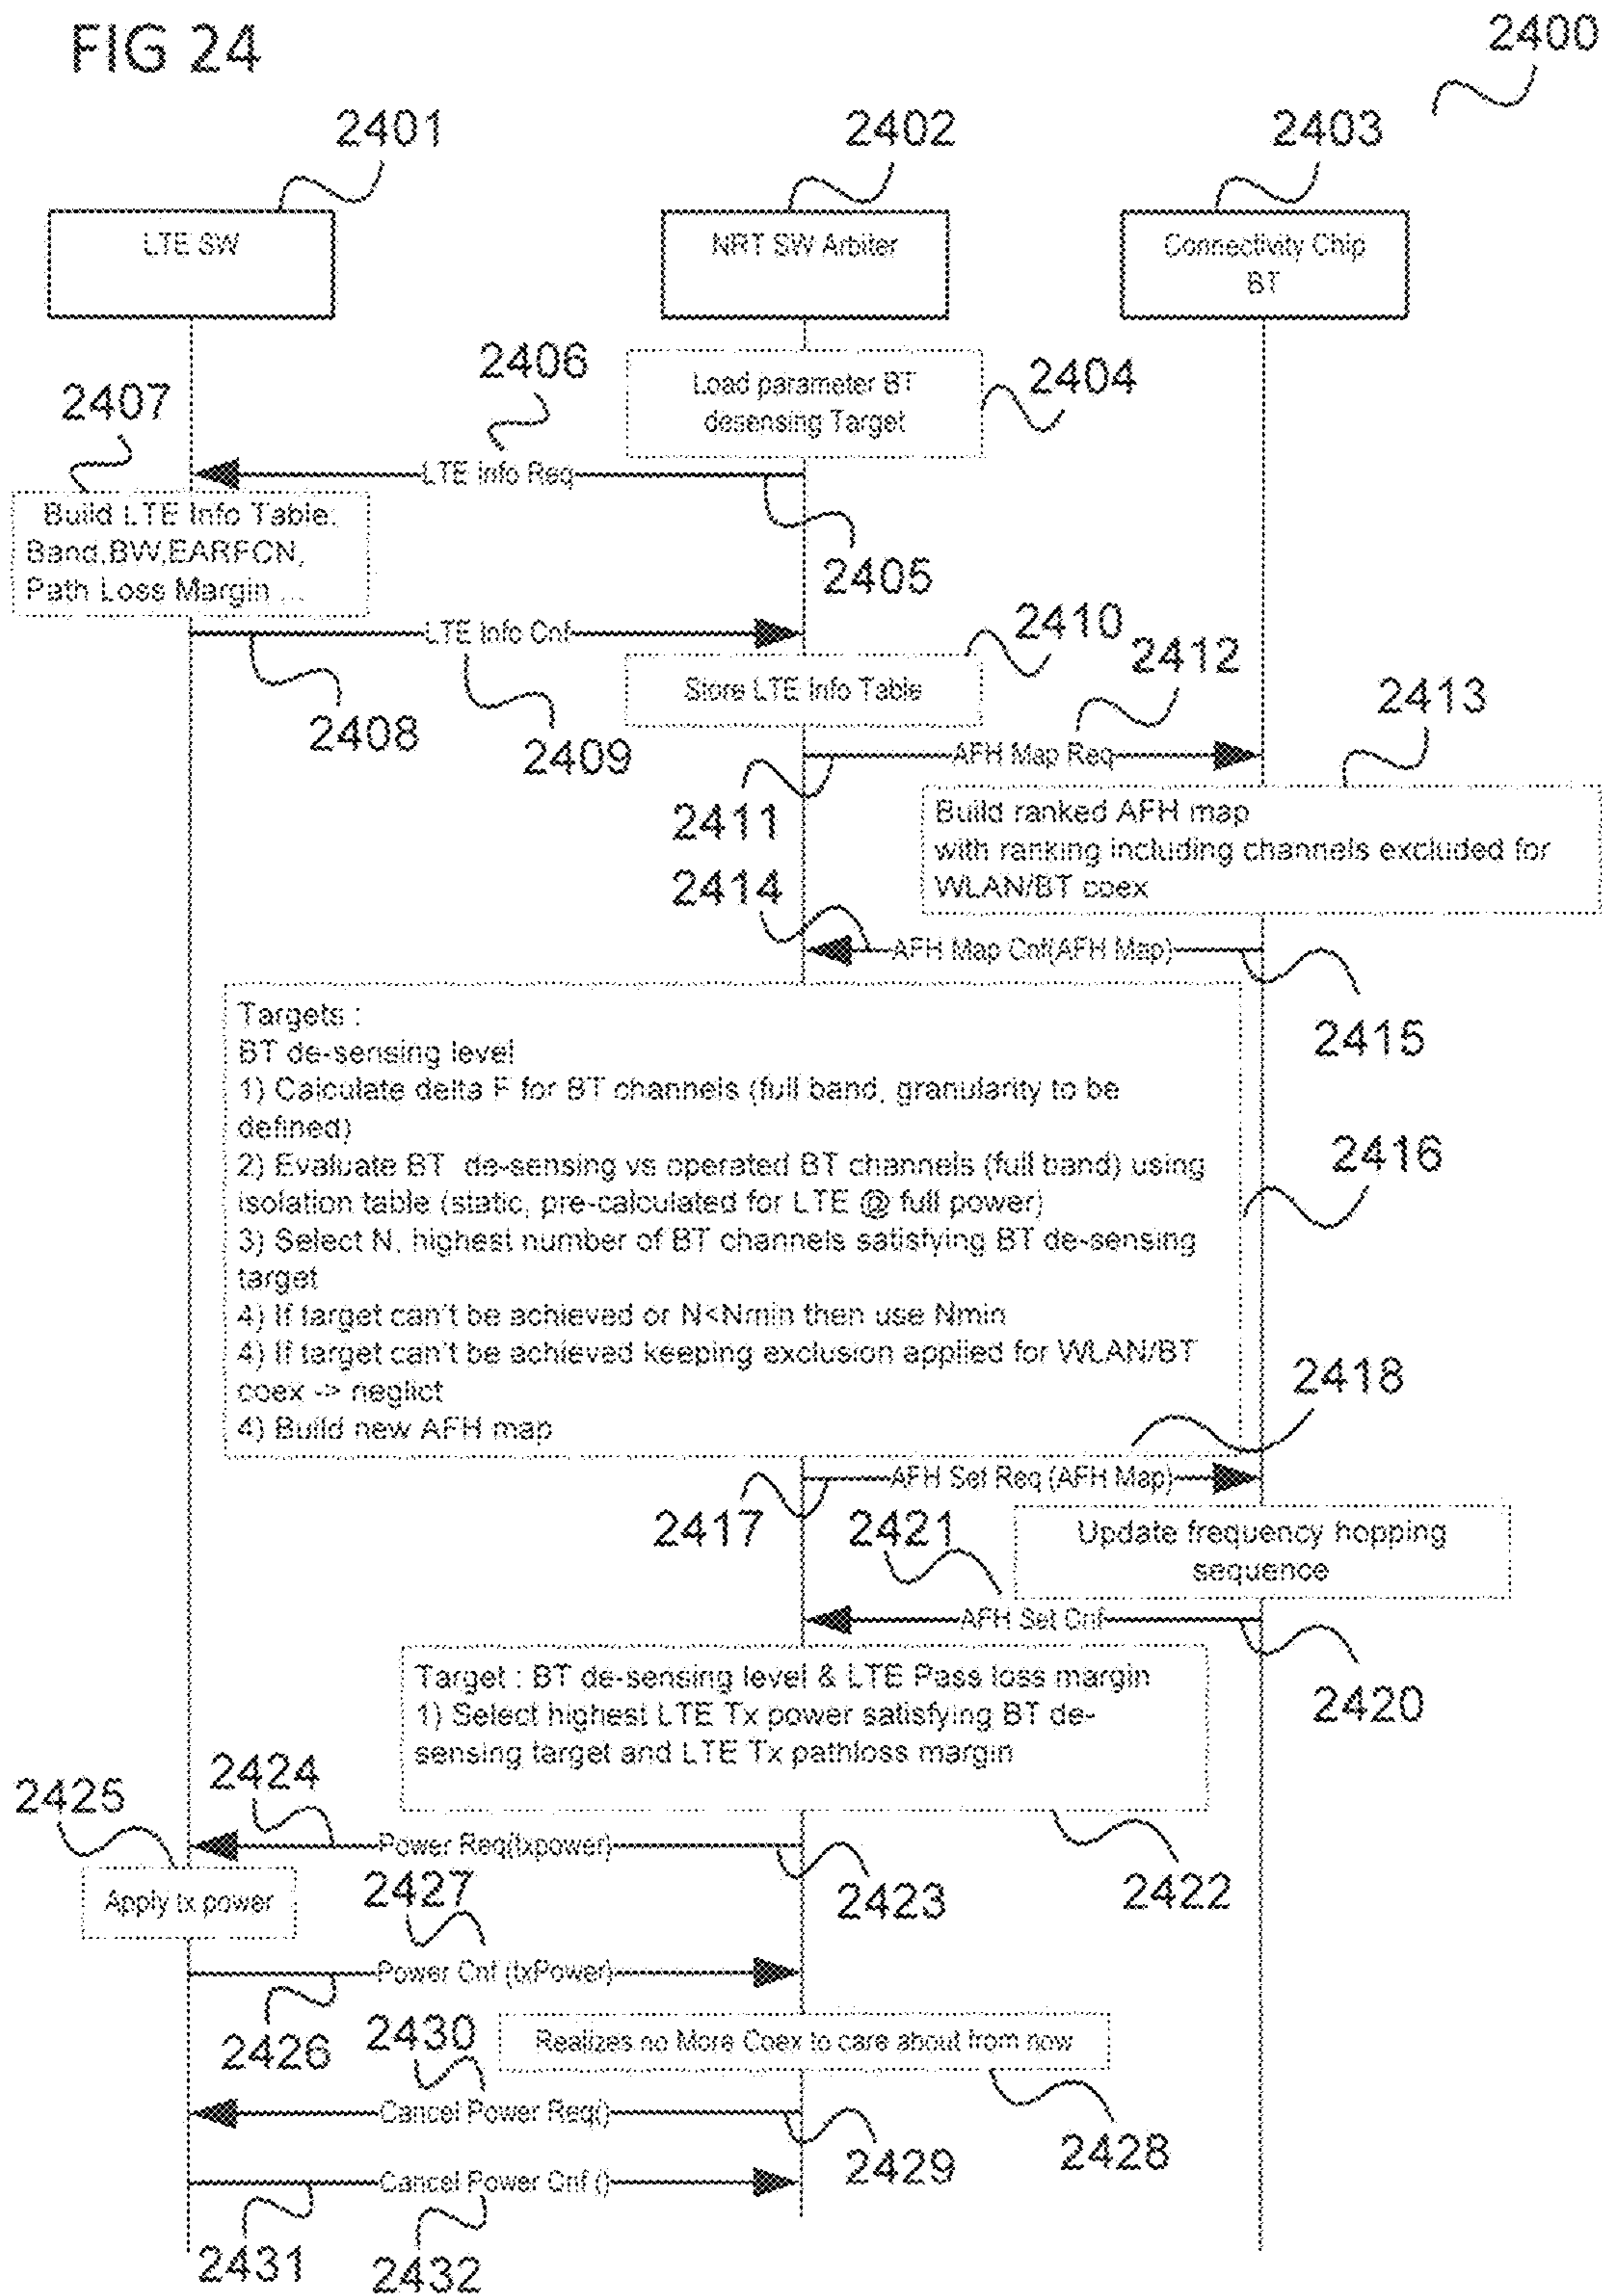 FIG 24
2400
2401
2402
2403
LTE SW
NRT SW Arbiter
Connectivity Chip
BT
2406
2404
Load parameter BT
desensing Target
2407
LTE Info Req
Build LTE Info Table:
Band,BW,EARFCN,
Path Loss Margin ...
2405
LTE Info Cnf
2410
2412
2408
2409
Store LTE Info Table
2413
AFH Map Req
2411
Build ranked AFH map
with ranking including channels excluded for
WLAN/BT coex
2414
AFH Map Cnf(AFH Map)
2415
Targets :
BT de-sensing level
1) Calculate delta F for BT channels (full band, granularity to be
defined)
2) Evaluate BT de-sensing vs operated BT channels (full band) using
isolation table (static, pre-calculated for LTE @ full power)
3) Select N, highest number of BT channels satisfying BT de-sensing
target
4) If target can't be achieved or N<Nmin then use Nmin
4) If target can't be achieved keeping exclusion applied for WLAN/BT
coex -> neglict
4) Build new AFH map
2416
2418
AFH Set Req (AFH Map)
2417
2421
Update frequency hopping
sequence
AFH Set Cnf
2420
Target : BT de-sensing level & LTE Pass loss margin
1) Select highest LTE Tx power satisfying BT de-
sensing target and LTE Tx pathloss margin
2424
2425
Power Req(txpower)
2422
2423
2427
Apply tx power
Power Cnf (txPower)
2426
2430
Realizes no More Coex to care about from now
Cancel Power Req()
2428
2429
Cancel Power Cnf ()
2431
2432